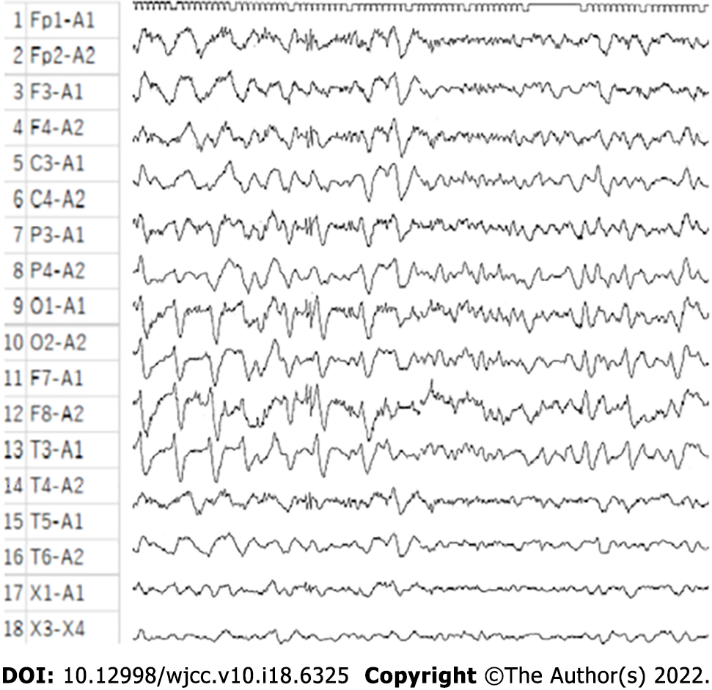 1 Fp1-A1
2 Fp2-A2
3 F3-A1
4 F4-A2
5 C3-A1
6 C4-A2
7 P3-A1
8 P4-A2
9 O1-A1
10 O2-A2
11 F7-A1
12 F8-A2
13 T3-A1
14 T4-A2
15 T5-A1
16 T6-A2
17 X1-A1
18 X3-X4
DOI: 10.12998/wjcc.v10.i18.6325 Copyright ©The Author(s) 2022.